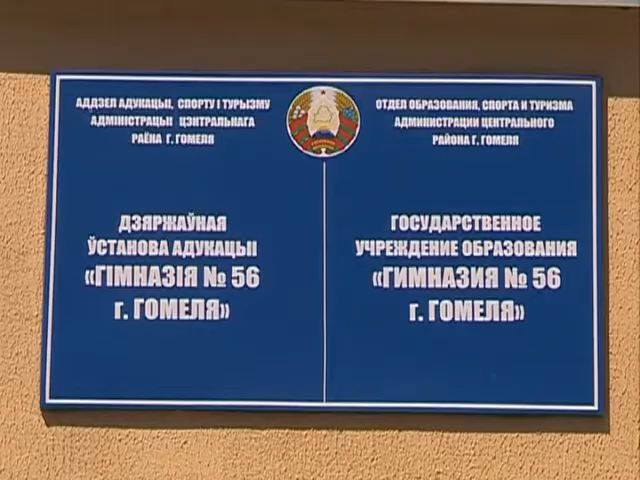 АДДЗЕЛ АДУКАЦЫІ, СПОРТУ І ТУРЫЗМУ
АДМІНІСТРАЦЫІ ЦЭНТРАЛЬНАГА
РАЁНА Г. ГОМЕЛЯ
ДЗЯРЖАЎНАЯ
ЎСТАНОВА АДУКАЦЫІ
«ГІМНАЗІЯ № 56
г. ГОМЕЛЯ»
ОТДЕЛ ОБРАЗОВАНИЯ, СПОРТА И ТУРИЗМА
АДМИНИСТРАЦИИ ЦЕНТРАЛЬНОГО
РАЙОНА Г. ГОМЕЛЯ
ГОСУДАРСТВЕННОЕ
УЧРЕЖДЕНИЕ ОБРАЗОВАНИЯ
«ГИМНАЗИЯ № 56
г. ГОМЕЛЯ»